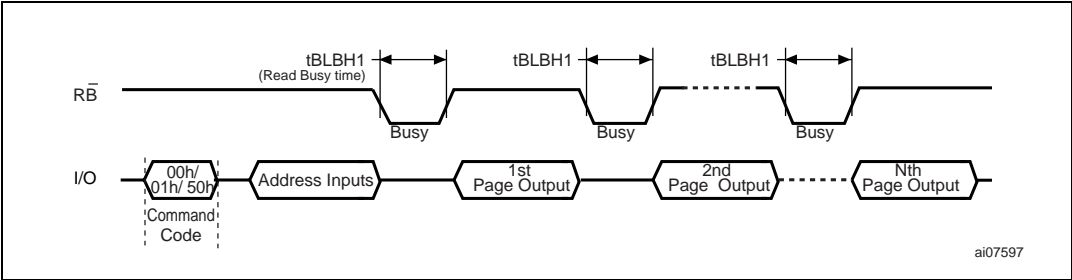 tBLBH1 tBLBH1 tBLBH1
(Read Busy time)
RB̅
Busy Busy Busy
I/O
00h/
01h/ 50h
Address Inputs
1st
Page Output
2nd
Page Output
Nth
Page Output
Command
Code
ai07597